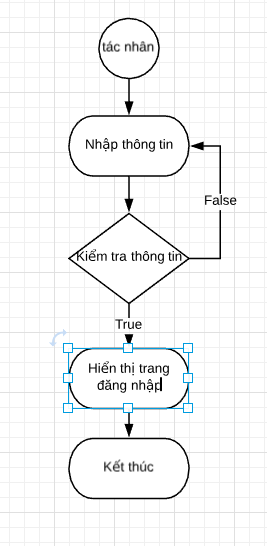 tác nhân
Nhập thông tin
False
Kiểm tra thông tin
True
Hiển thị trang
đăng nhập
Kết thúc